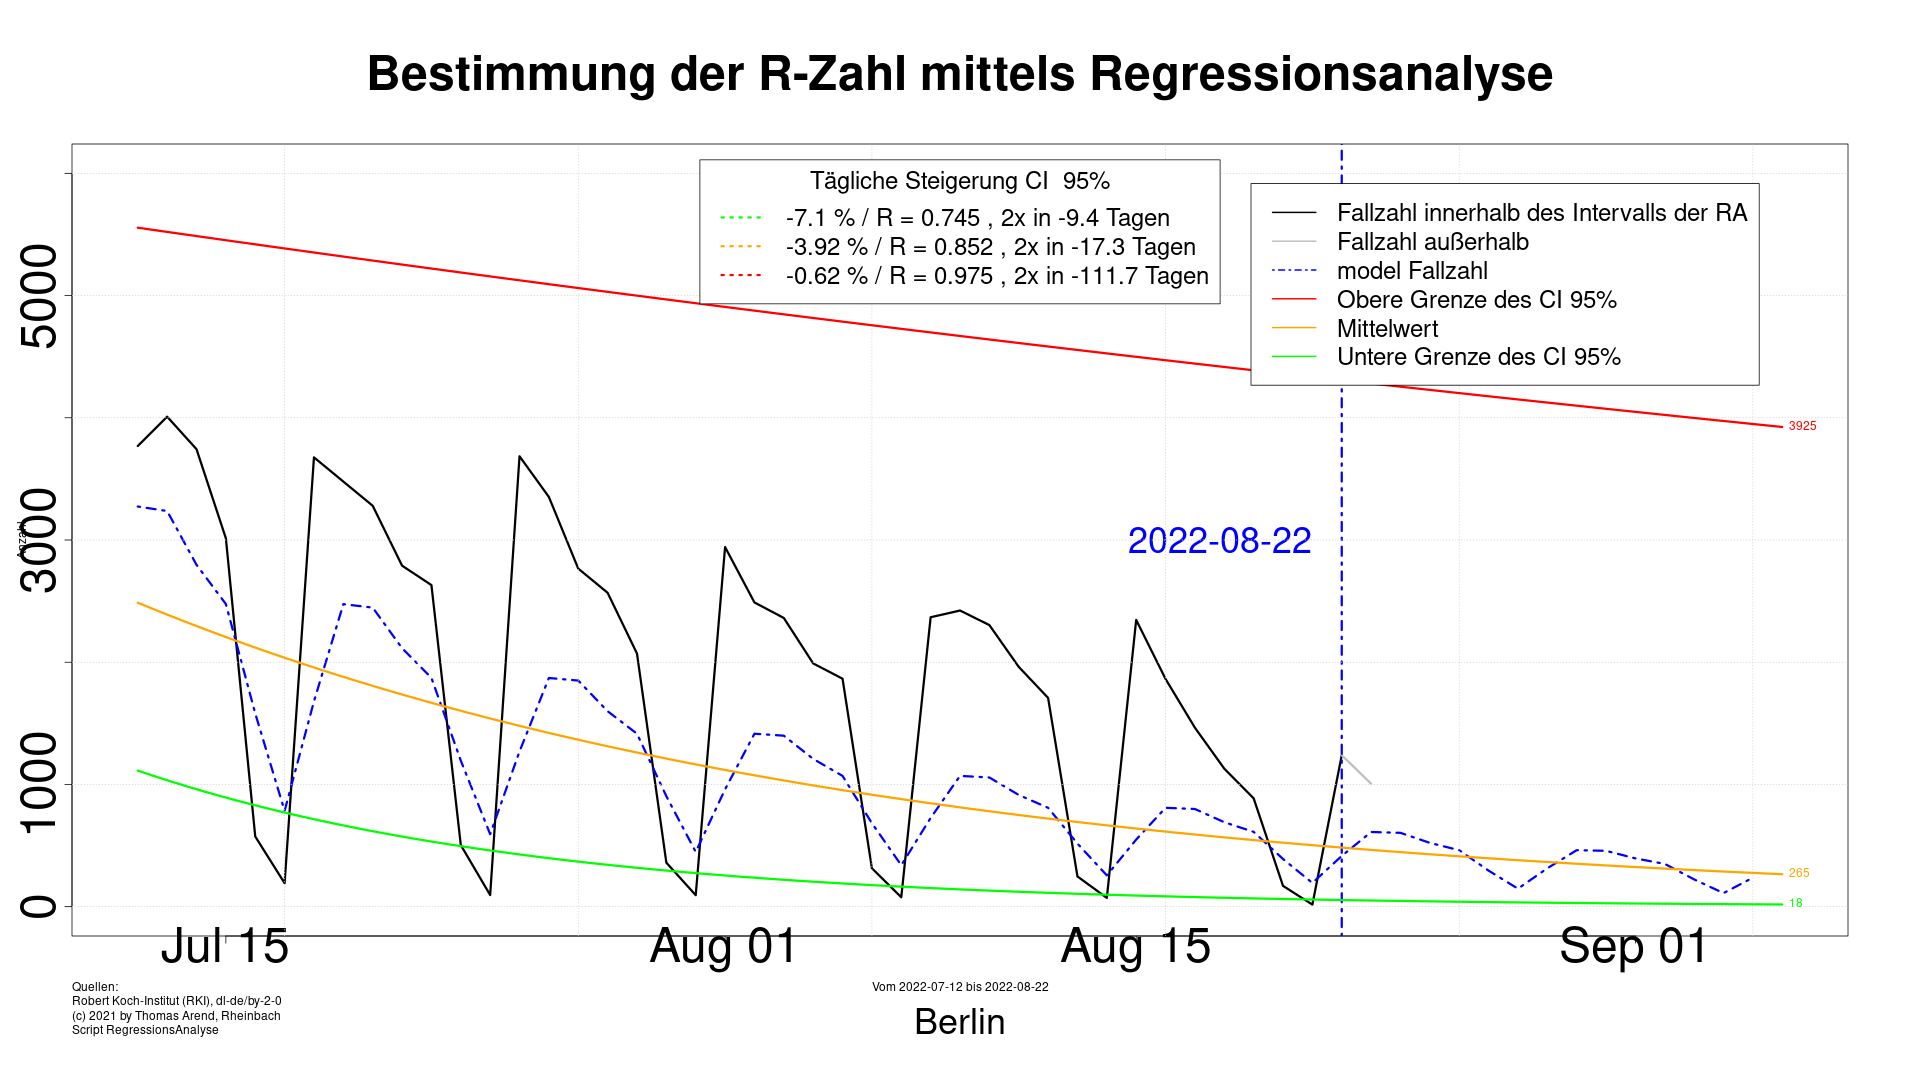 Bestimmung der R-Zahl mittels Regressionsanalyse
Tägliche Steigerung CI  95%
-7.1 % / R = 0.745 , 2x in -9.4 Tagen
-3.92 % / R = 0.852 , 2x in -17.3 Tagen
-0.62 % / R = 0.975 , 2x in -111.7 Tagen
Fallzahl innerhalb des Intervalls der RA
Fallzahl außerhalb
model Fallzahl
Obere Grenze des CI 95%
Mittelwert
Untere Grenze des CI 95%
5000
3000
1000
0
Anzahl
2022-08-22
3925
265
18
Jul 15
Aug 01
Aug 15
Sep 01
Quellen:
Robert Koch-Institut (RKI), dl-de/by-2-0
(c) 2021 by Thomas Arend, Rheinbach
Script RegressionsAnalyse
Vom 2022-07-12 bis 2022-08-22
Berlin